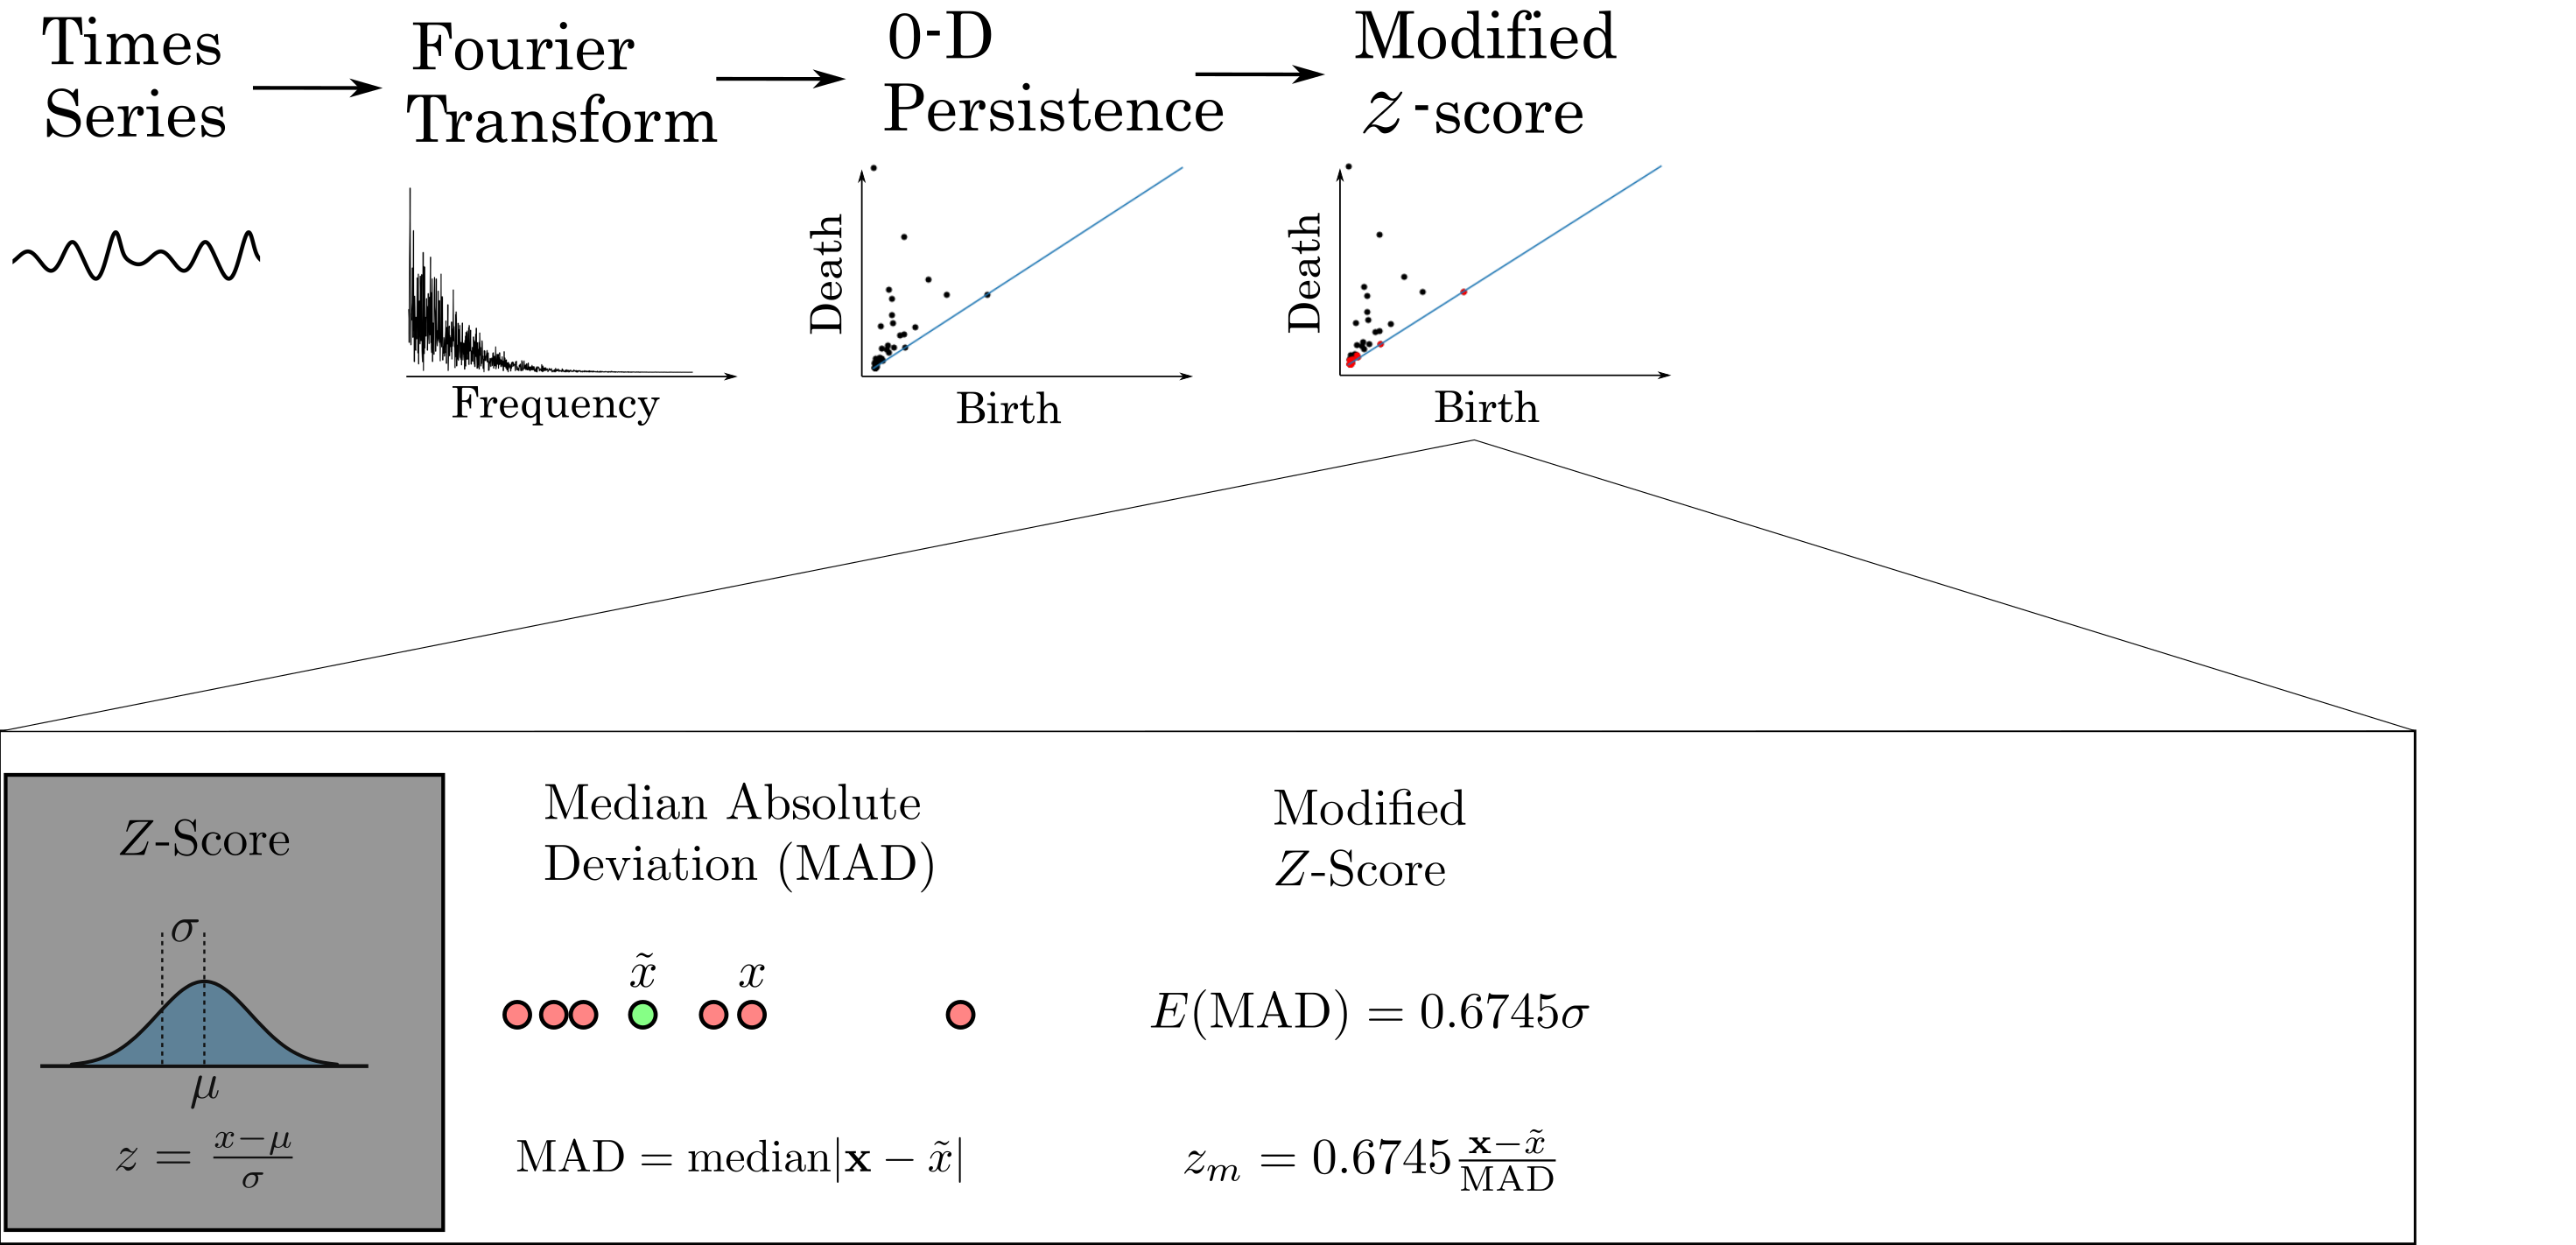 Times
Series
Fourier
Transform
0-D
Persistence
Modified
z-score
Frequency
Death
Birth
Death
Birth
Z-Score
σ
μ
z = x−μ/σ
Median Absolute
Deviation (MAD)
x̃ x
MAD = median|x − x̃|
Modified
Z-Score
E(MAD) = 0.6745σ
zₘ = 0.6745 x−x̃/MAD